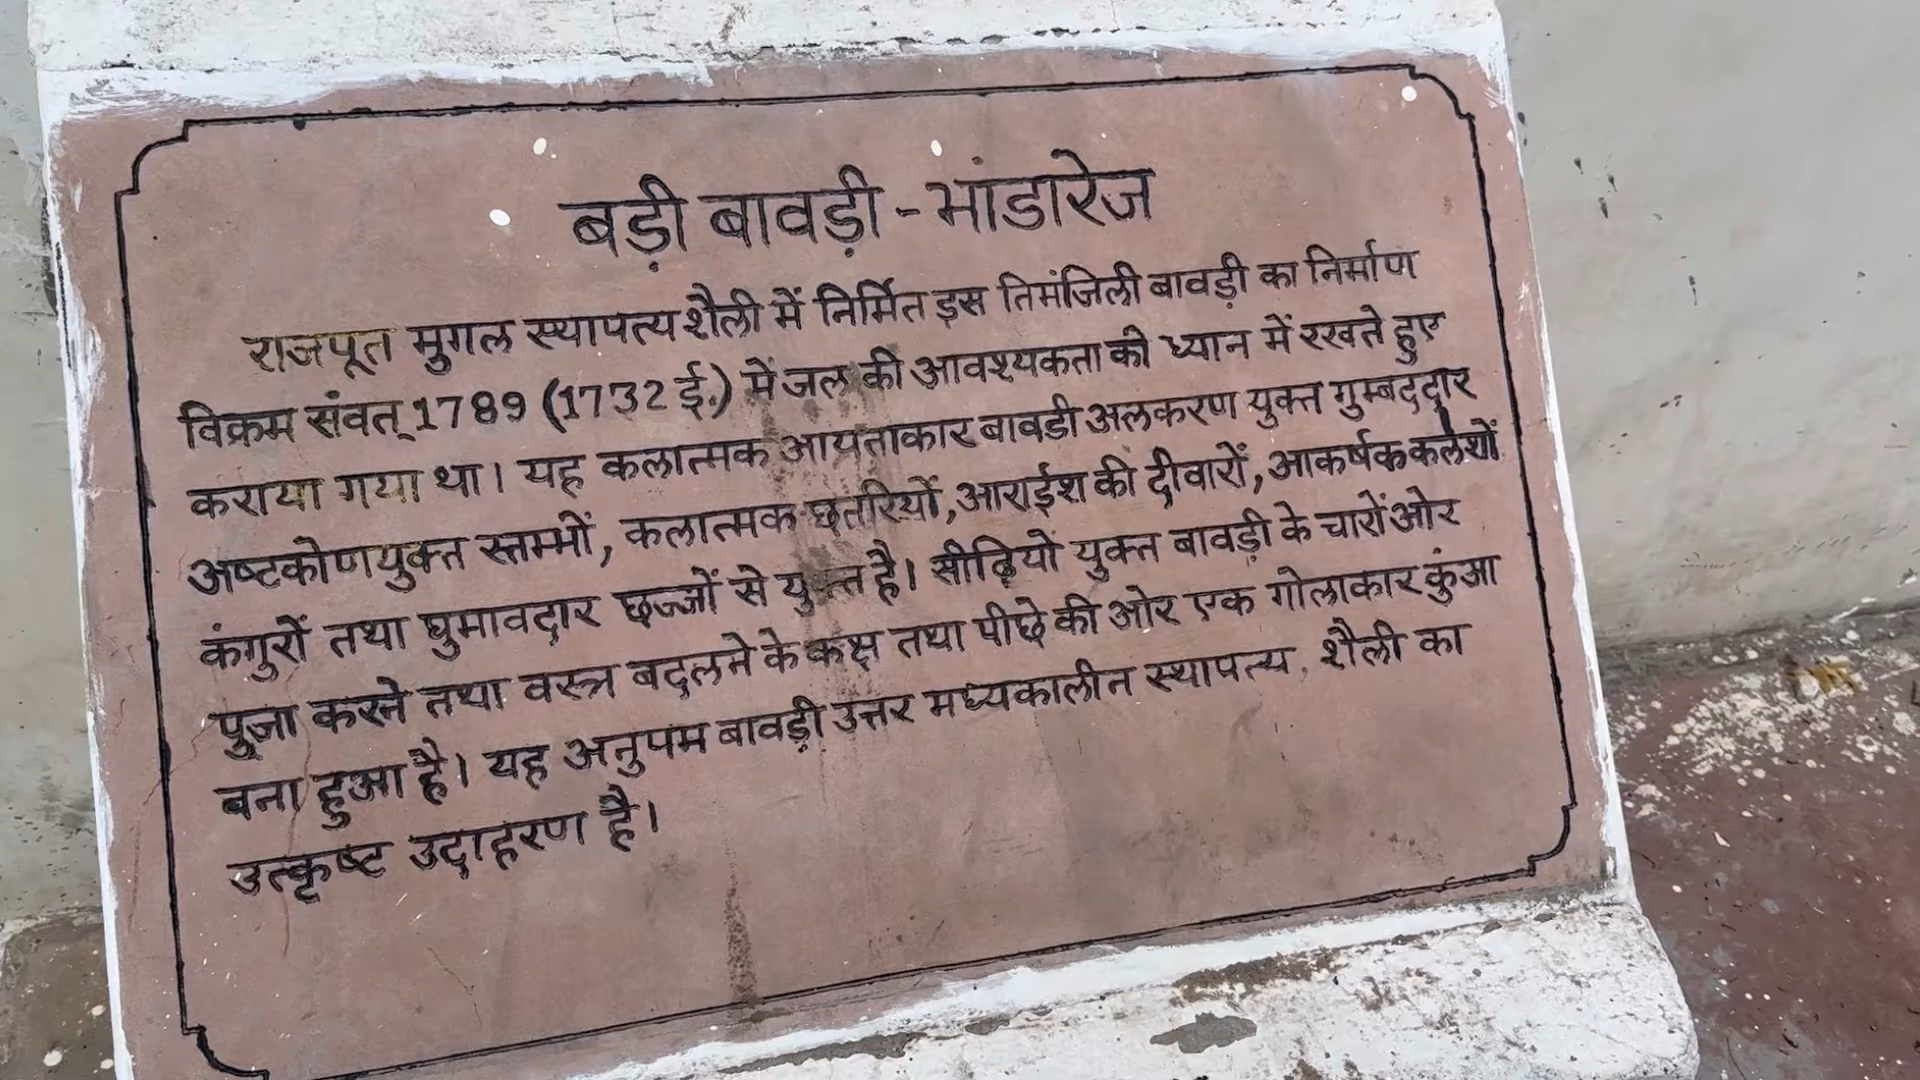 बड़ी बावड़ी - भांडारेज
राजपूत मुगल स्थापत्य शैली में निर्मित इस तिमंजिली बावड़ी का निर्माण
विक्रम संवत् 1789 (1732 ई.) में जल की आवश्यकता को ध्यान में रखते हुए
कराया गया था। यह कलात्मक आयताकार बावडी अलकरण युक्त गुम्बददार
अष्टकोणयुक्त स्तम्भों, कलात्मक छतरियों, आराईश की दीवारों, आकर्षक कलशों
कंगुरों तथा घुमावदार छज्जों से युक्त है। सीढ़ियों युक्त बावड़ी के चारों ओर
पुजा करने तथा वस्त्र बदलने के कक्ष तथा पीछे की ओर एक गोलाकार कुंआ
बना हुआ है। यह अनुपम बावड़ी उत्तर मध्यकालीन स्थापत्य शैली का
उत्कृष्ट उदाहरण है।